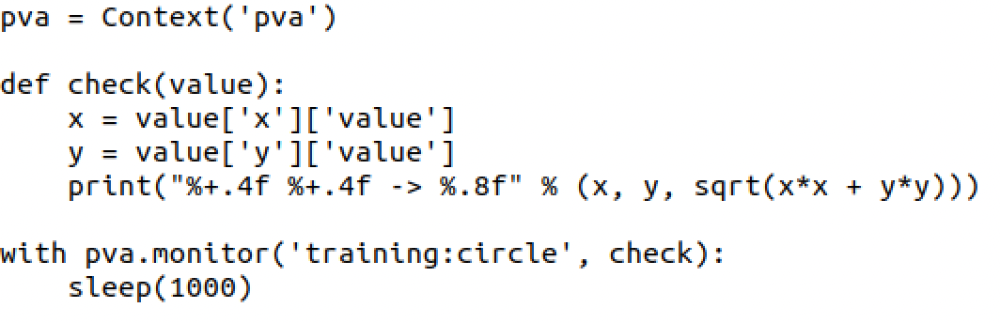 pva = Context('pva')
def check(value):
    x = value['x']['value']
    y = value['y']['value']
    print("%+.4f %+.4f -> %.8f" % (x, y, sqrt(x*x + y*y)))
with pva.monitor('training:circle', check):
    sleep(1000)